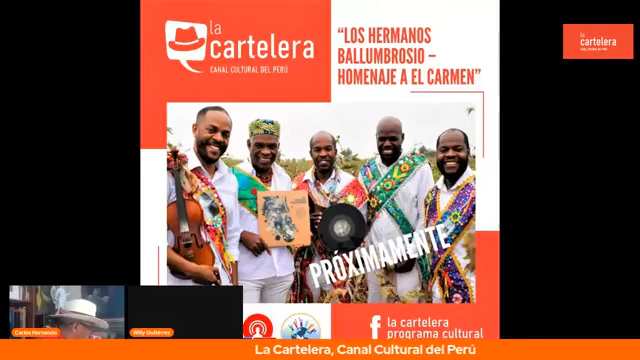 la
cartelera
CANAL CULTURAL DEL PERÚ
“LOS HERMANOS
BALLUMBROSIO –
HOMENAJE A EL CARMEN”
la
cartelera
PRÓXIMAMENTE
Carlos Hernando
Willy Gutiérrez
la cartelera
programa cultural
La Cartelera, Canal Cultural del Perú